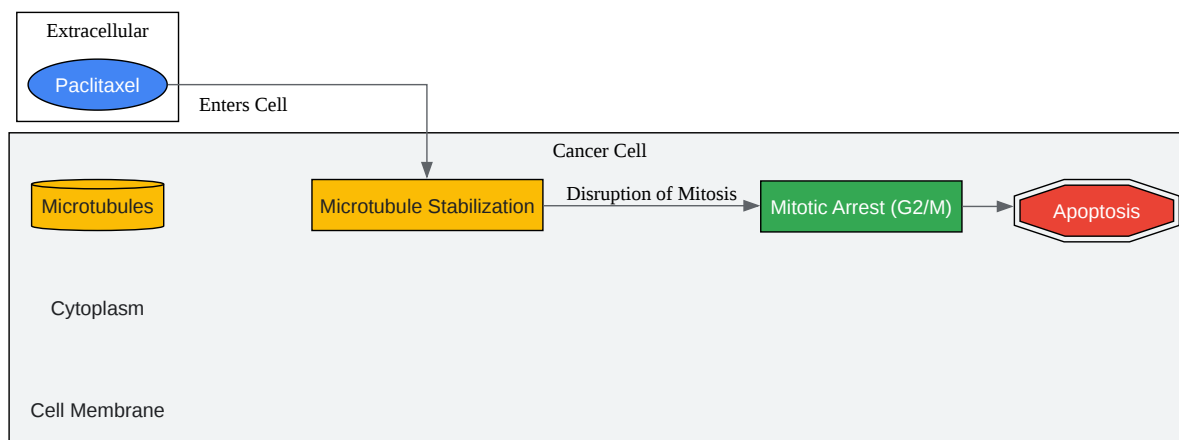 Extracellular
Paclitaxel
Enters Cell
Cancer Cell
Microtubules
Microtubule Stabilization
Disruption of Mitosis
Mitotic Arrest (G2/M)
Apoptosis
Cytoplasm
Cell Membrane